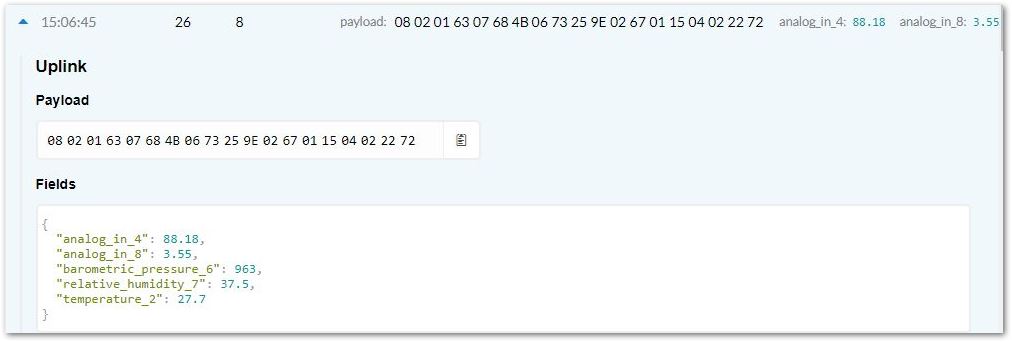 15:06:45 26 8 payload: 08 02 01 63 07 68 4B 06 73 25 9E 02 67 01 15 04 02 22 72 analog_in_4: 88.18 analog_in_8: 3.55
Uplink
Payload
08 02 01 63 07 68 4B 06 73 25 9E 02 67 01 15 04 02 22 72
Fields
{
"analog_in_4": 88.18,
"analog_in_8": 3.55,
"barometric_pressure_6": 963,
"relative_humidity_7": 37.5,
"temperature_2": 27.7
}